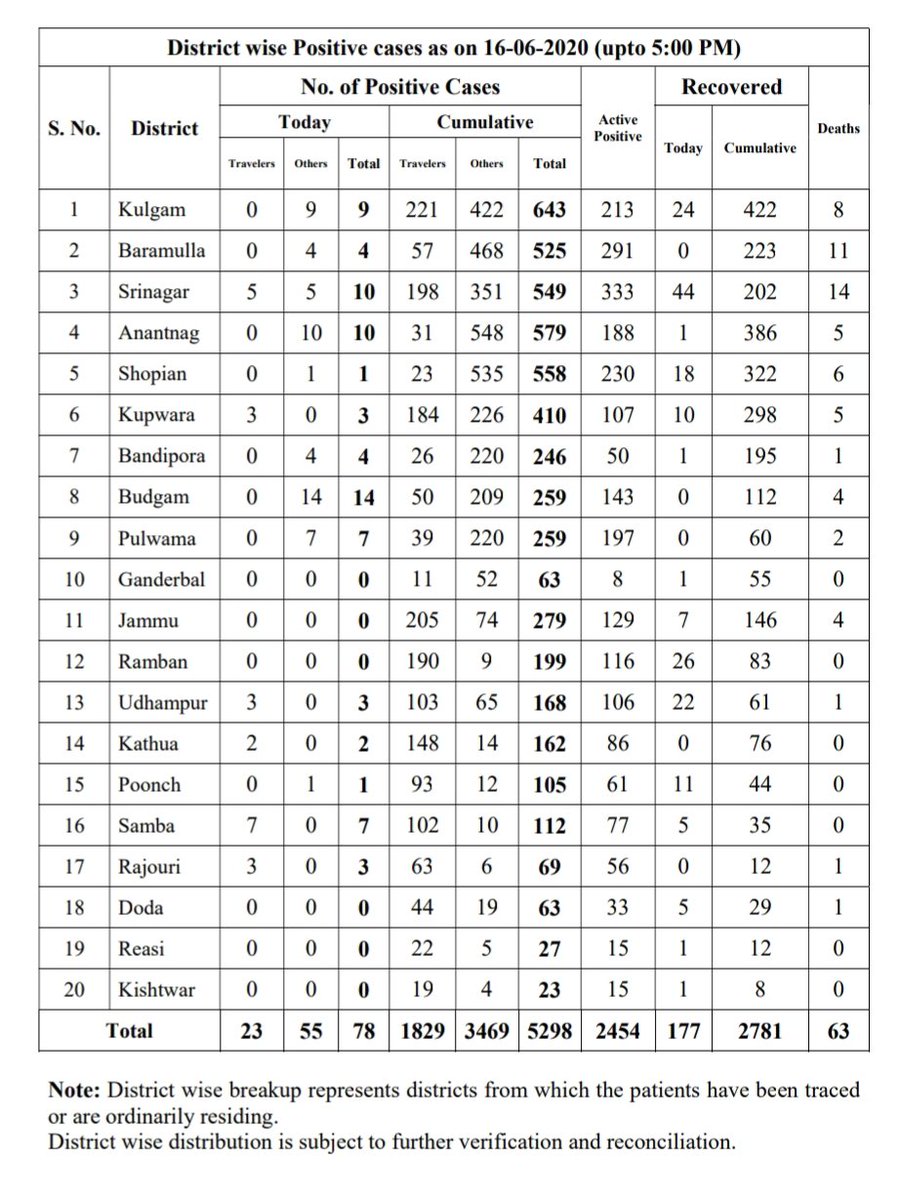 District wise Positive cases as on 16-06-2020 (upto 5:00 PM)
S. No. District No. of Positive Cases Active Positive Recovered Deaths
Today Cumulative Today Cumulative
Travelers Others Total Travelers Others Total
1 Kulgam 0 9 9 221 422 643 213 24 422 8
2 Baramulla 0 4 4 57 468 525 291 0 223 11
3 Srinagar 5 5 10 198 351 549 333 44 202 14
4 Anantnag 0 10 10 31 548 579 188 1 386 5
5 Shopian 0 1 1 23 535 558 230 18 322 6
6 Kupwara 3 0 3 184 226 410 107 10 298 5
7 Bandipora 0 4 4 26 220 246 50 1 195 1
8 Budgam 0 14 14 50 209 259 143 0 112 4
9 Pulwama 0 7 7 39 220 259 197 0 60 2
10 Ganderbal 0 0 0 11 52 63 8 1 55 0
11 Jammu 0 0 0 205 74 279 129 7 146 4
12 Ramban 0 0 0 190 9 199 116 26 83 0
13 Udhampur 3 0 3 103 65 168 106 22 61 1
14 Kathua 2 0 2 148 14 162 86 0 76 0
15 Poonch 0 1 1 93 12 105 61 11 44 0
16 Samba 7 0 7 102 10 112 77 5 35 0
17 Rajouri 3 0 3 63 6 69 56 0 12 1
18 Doda 0 0 0 44 19 63 33 5 29 1
19 Reasi 0 0 0 22 5 27 15 1 12 0
20 Kishtwar 0 0 0 19 4 23 15 1 8 0
Total 23 55 78 1829 3469 5298 2454 177 2781 63
Note: District wise breakup represents districts from which the patients have been traced
or are ordinarily residing.
District wise distribution is subject to further verification and reconciliation.